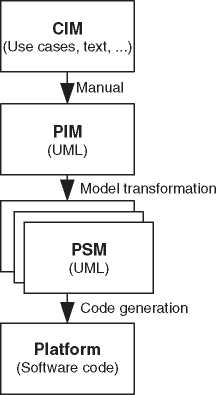 CIM
(Use cases, text, ...)
Manual
PIM
(UML)
Model transformation
PSM
(UML)
Code generation
Platform
(Software code)